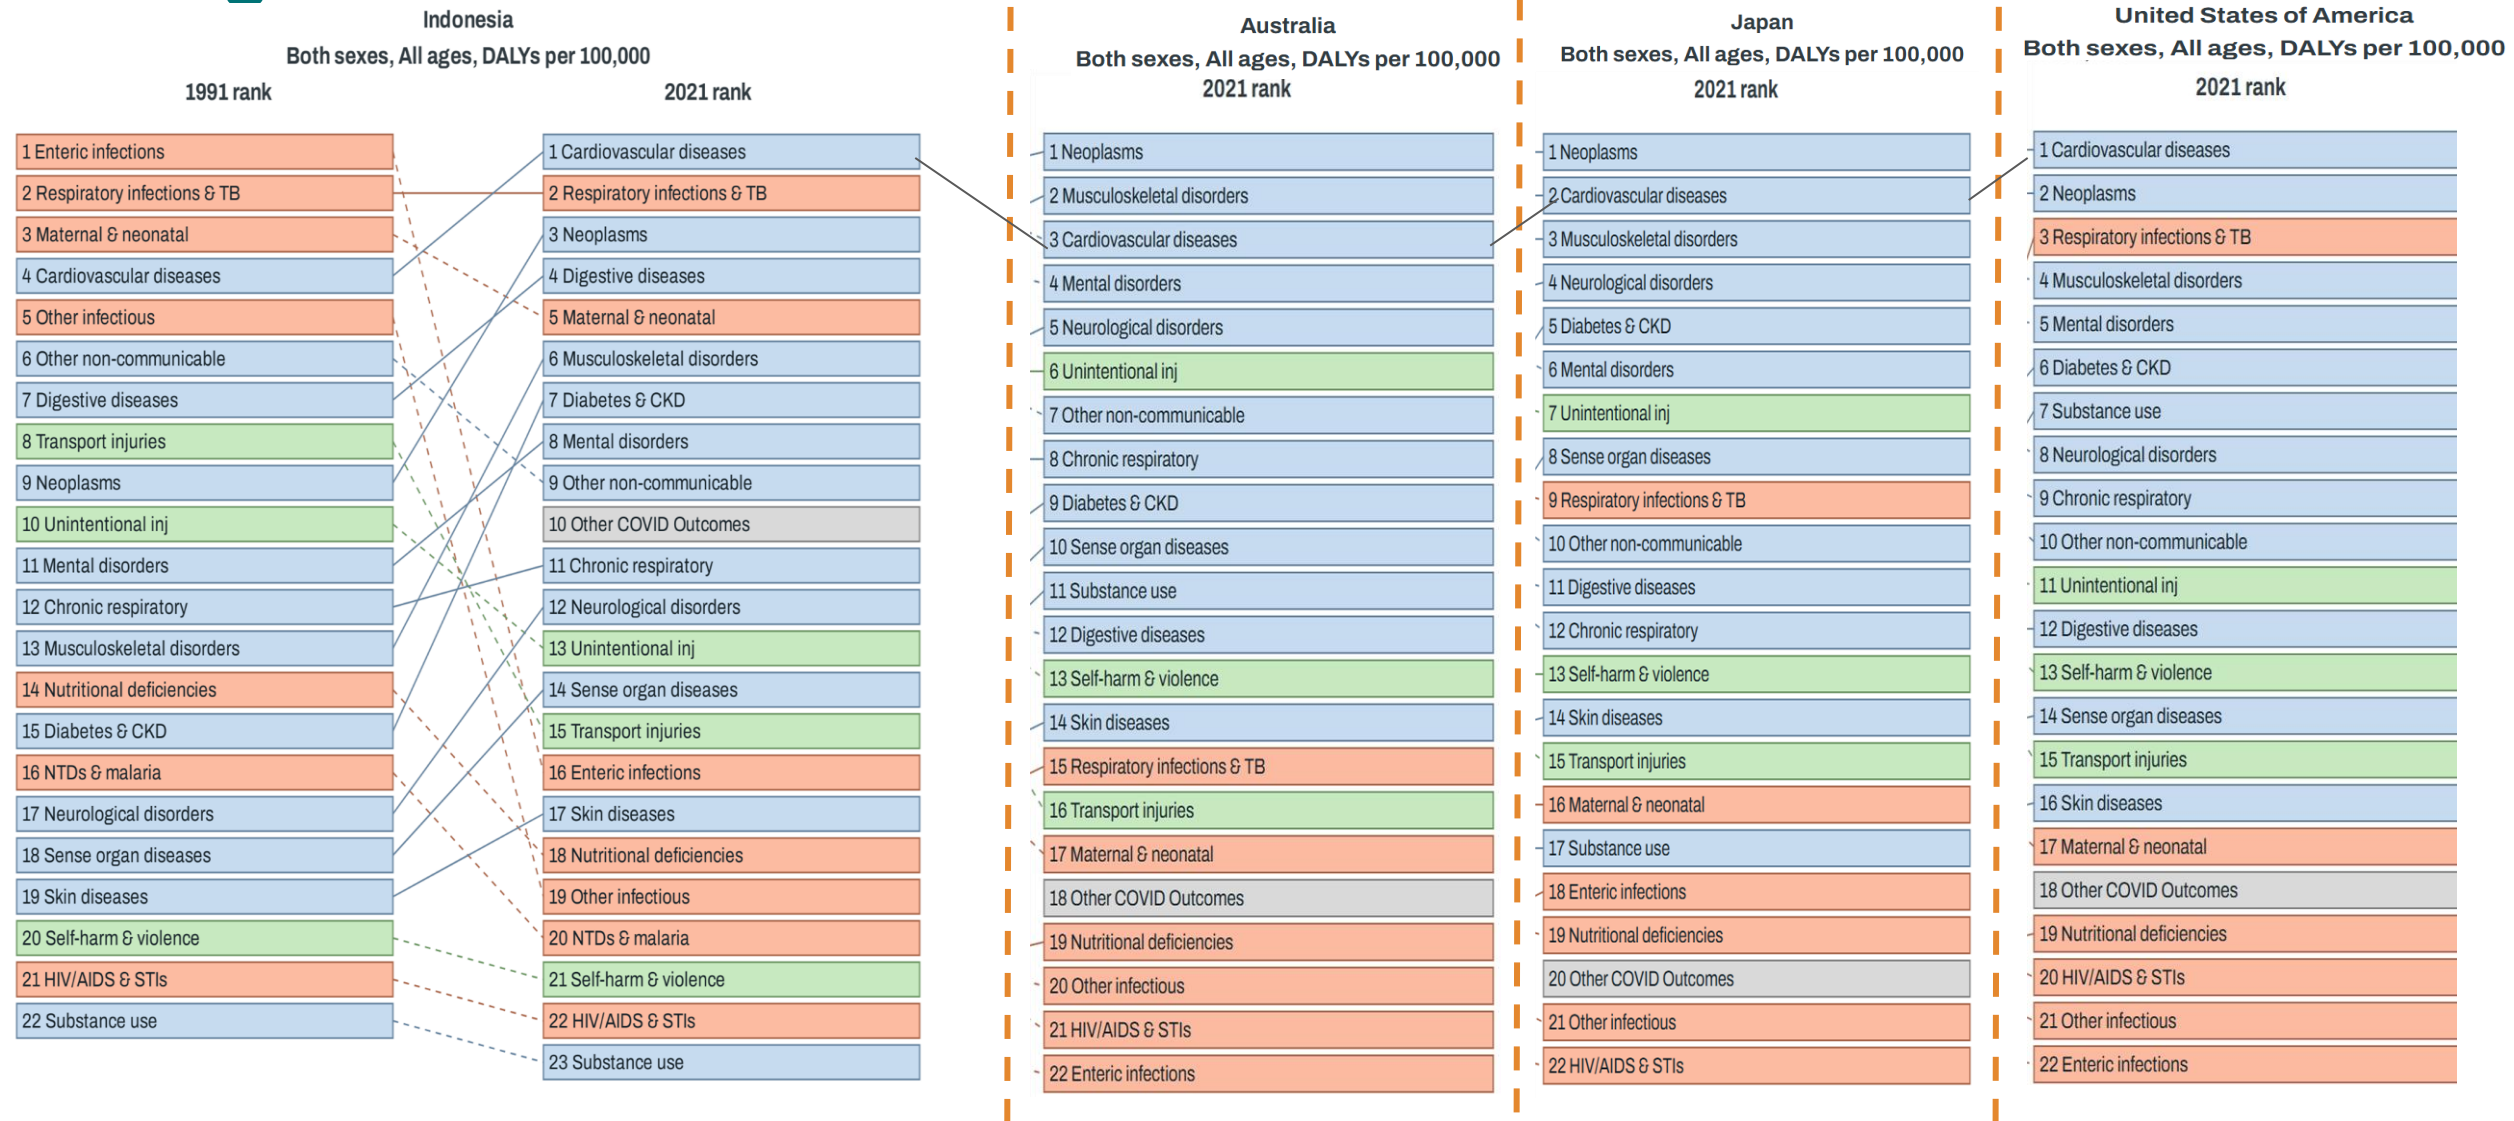 Indonesia
Both sexes, All ages, DALYs per 100,000
1991 rank
1 Enteric infections
2 Respiratory infections & TB
3 Maternal & neonatal
4 Cardiovascular diseases
5 Other infectious
6 Other non-communicable
7 Digestive diseases
8 Transport injuries
9 Neoplasms
10 Unintentional inj
11 Mental disorders
12 Chronic respiratory
13 Musculoskeletal disorders
14 Nutritional deficiencies
15 Diabetes & CKD
16 NTDs & malaria
17 Neurological disorders
18 Sense organ diseases
19 Skin diseases
20 Self-harm & violence
21 HIV/AIDS & STIs
22 Substance use
2021 rank
1 Cardiovascular diseases
2 Respiratory infections & TB
3 Neoplasms
4 Digestive diseases
5 Maternal & neonatal
6 Musculoskeletal disorders
7 Diabetes & CKD
8 Mental disorders
9 Other non-communicable
10 Other COVID Outcomes
11 Chronic respiratory
12 Neurological disorders
13 Unintentional inj
14 Sense organ diseases
15 Transport injuries
16 Enteric infections
17 Skin diseases
18 Nutritional deficiencies
19 Other infectious
20 NTDs & malaria
21 Self-harm & violence
22 HIV/AIDS & STIs
23 Substance use
Australia
Both sexes, All ages, DALYs per 100,000
2021 rank
1 Neoplasms
2 Musculoskeletal disorders
3 Cardiovascular diseases
4 Mental disorders
5 Neurological disorders
6 Unintentional inj
7 Other non-communicable
8 Chronic respiratory
9 Diabetes & CKD
10 Sense organ diseases
11 Substance use
12 Digestive diseases
13 Self-harm & violence
14 Skin diseases
15 Respiratory infections & TB
16 Transport injuries
17 Maternal & neonatal
18 Other COVID Outcomes
19 Nutritional deficiencies
20 Other infectious
21 HIV/AIDS & STIs
22 Enteric infections
Japan
Both sexes, All ages, DALYs per 100,000
2021 rank
1 Neoplasms
2 Cardiovascular diseases
3 Musculoskeletal disorders
4 Neurological disorders
5 Diabetes & CKD
6 Mental disorders
7 Unintentional inj
8 Sense organ diseases
9 Respiratory infections & TB
10 Other non-communicable
11 Digestive diseases
12 Chronic respiratory
13 Self-harm & violence
14 Skin diseases
15 Transport injuries
16 Maternal & neonatal
17 Substance use
18 Enteric infections
19 Nutritional deficiencies
20 Other COVID Outcomes
21 Other infectious
22 HIV/AIDS & STIs
United States of America
Both sexes, All ages, DALYs per 100,000
2021 rank
1 Cardiovascular diseases
2 Neoplasms
3 Respiratory infections & TB
4 Musculoskeletal disorders
5 Mental disorders
6 Diabetes & CKD
7 Substance use
8 Neurological disorders
9 Chronic respiratory
10 Other non-communicable
11 Unintentional inj
12 Digestive diseases
13 Self-harm & violence
14 Sense organ diseases
15 Transport injuries
16 Skin diseases
17 Maternal & neonatal
18 Other COVID Outcomes
19 Nutritional deficiencies
20 HIV/AIDS & STIs
21 Other infectious
22 Enteric infections